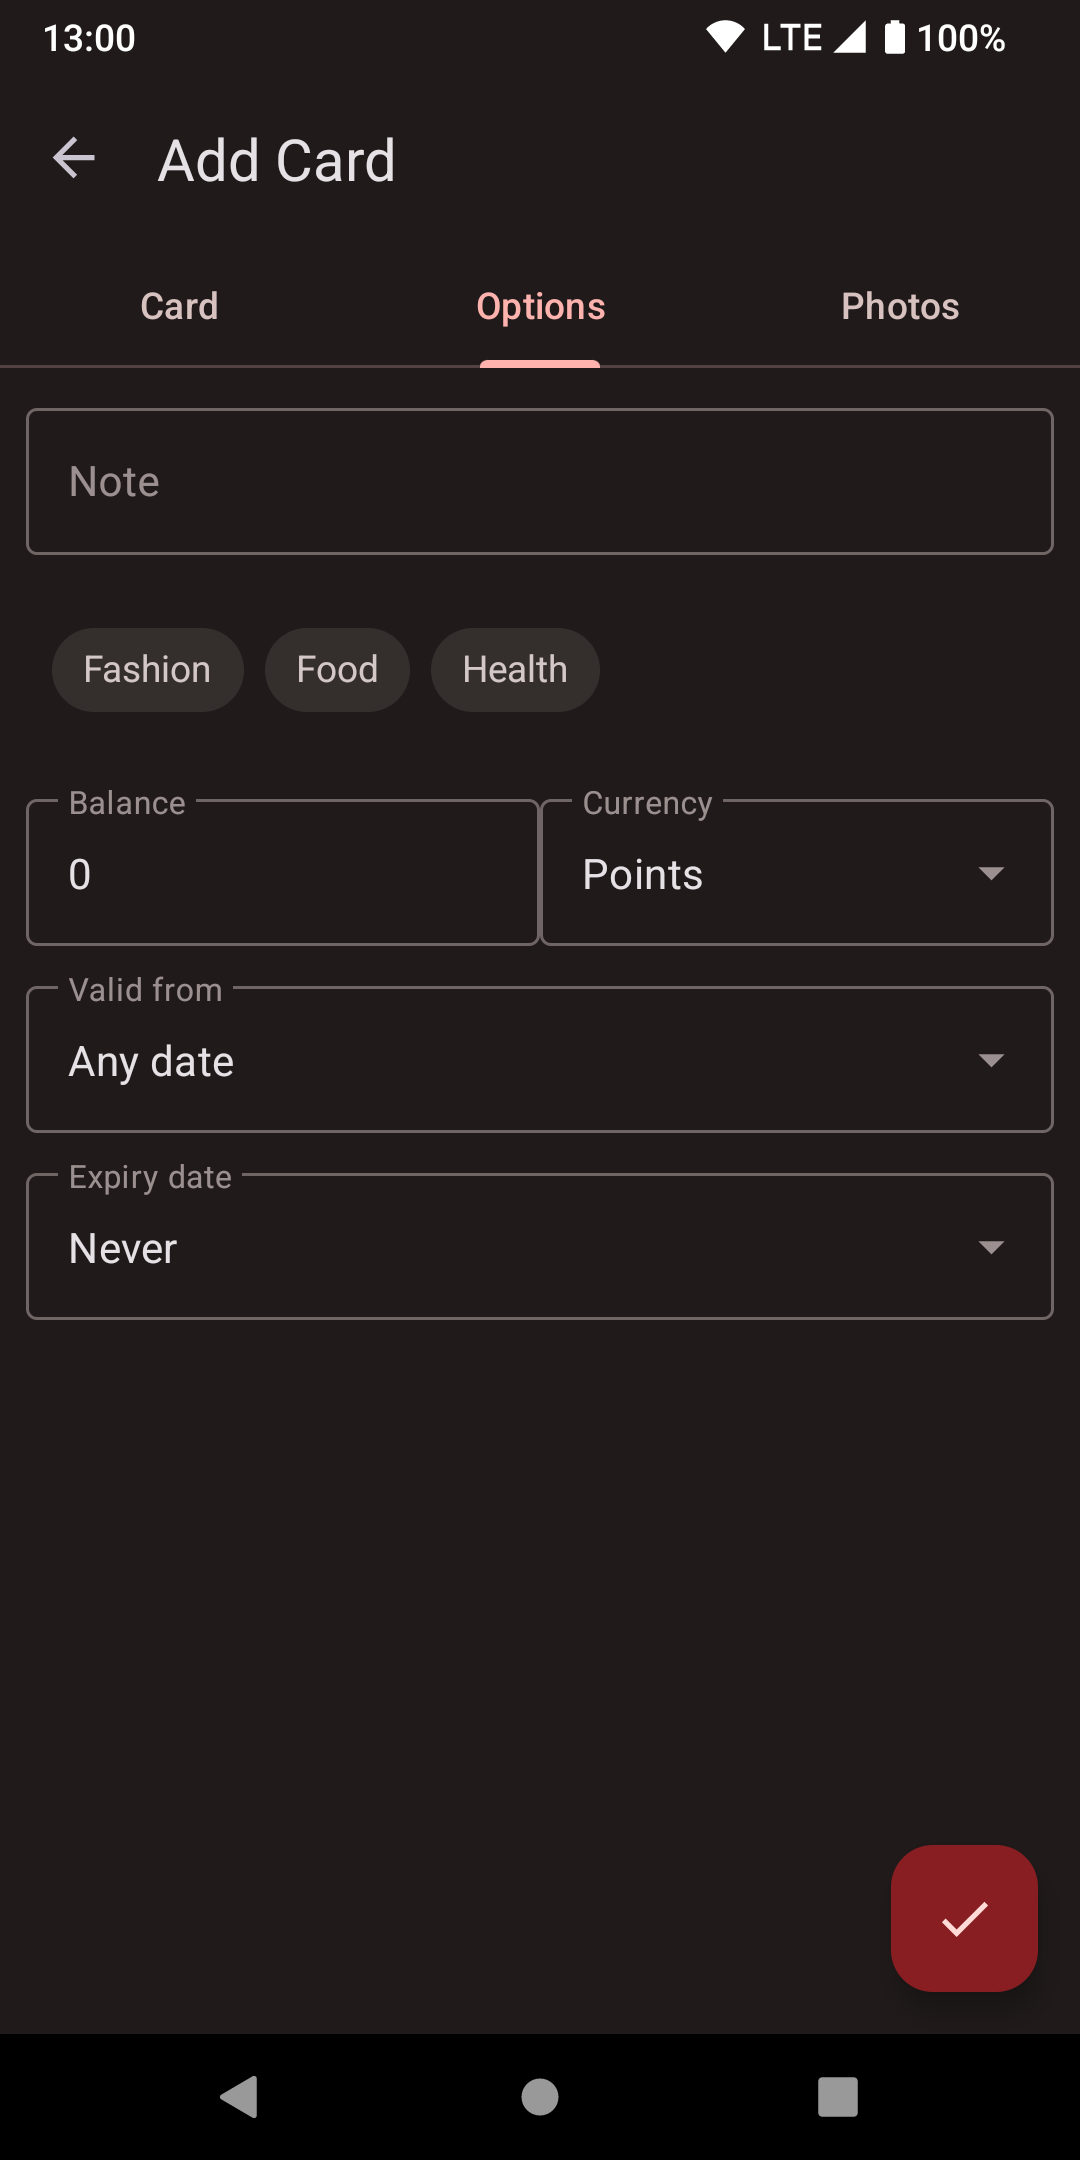 13:00 LTE 100%
Add Card
Card Options Photos
Note
Fashion Food Health
Balance Currency
0 Points
Valid from
Any date
Expiry date
Never